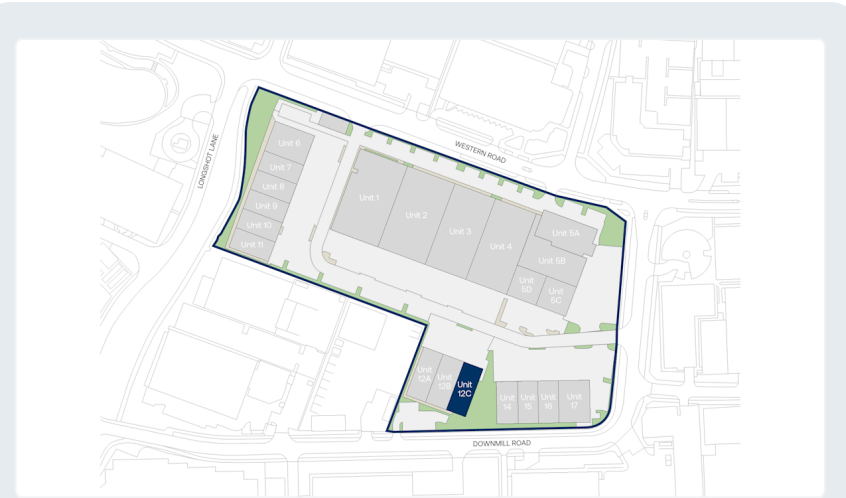 WESTERN ROAD
LONGSHOT LANE
Unit 6
Unit 7
Unit 8
Unit 9
Unit 10
Unit 11
Unit 1
Unit 2
Unit 3
Unit 4
Unit 5A
Unit 5B
Unit
5D
Unit
5C
Unit
12A
Unit
12B
Unit
12C
Unit
14
Unit
15
Unit
16
Unit
17
DOWNMILL ROAD